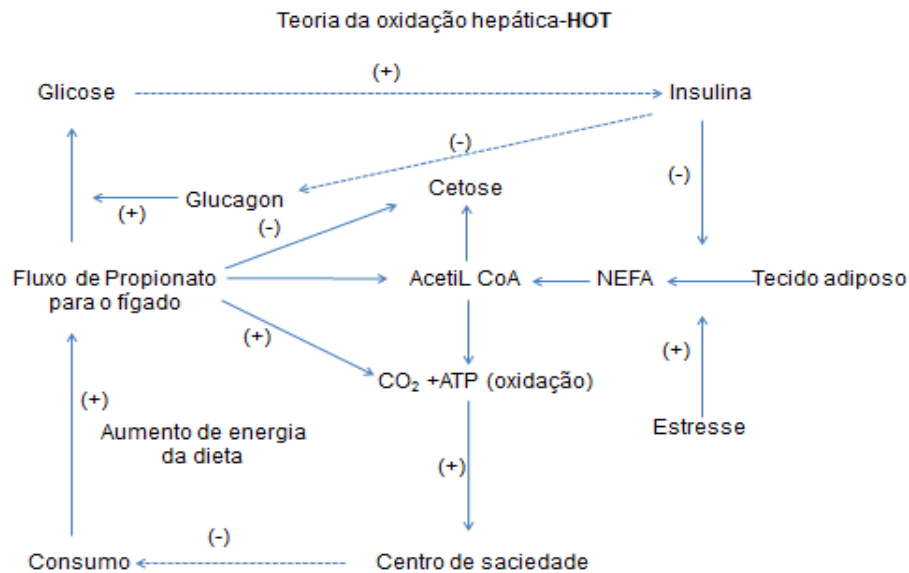 Teoria da oxidação hepática-HOT
(+)
Glicose
Insulina
(-)
(-)
Cetose
Glucagon
(+)
(-)
Fluxo de Propionato
para o fígado
AcetiL CoA
NEFA
Tecido adiposo
(+)
(+)
CO₂ +ATP (oxidação)
(+)
Aumento de energia
da dieta
Estresse
(+)
(-)
Consumo
Centro de saciedade